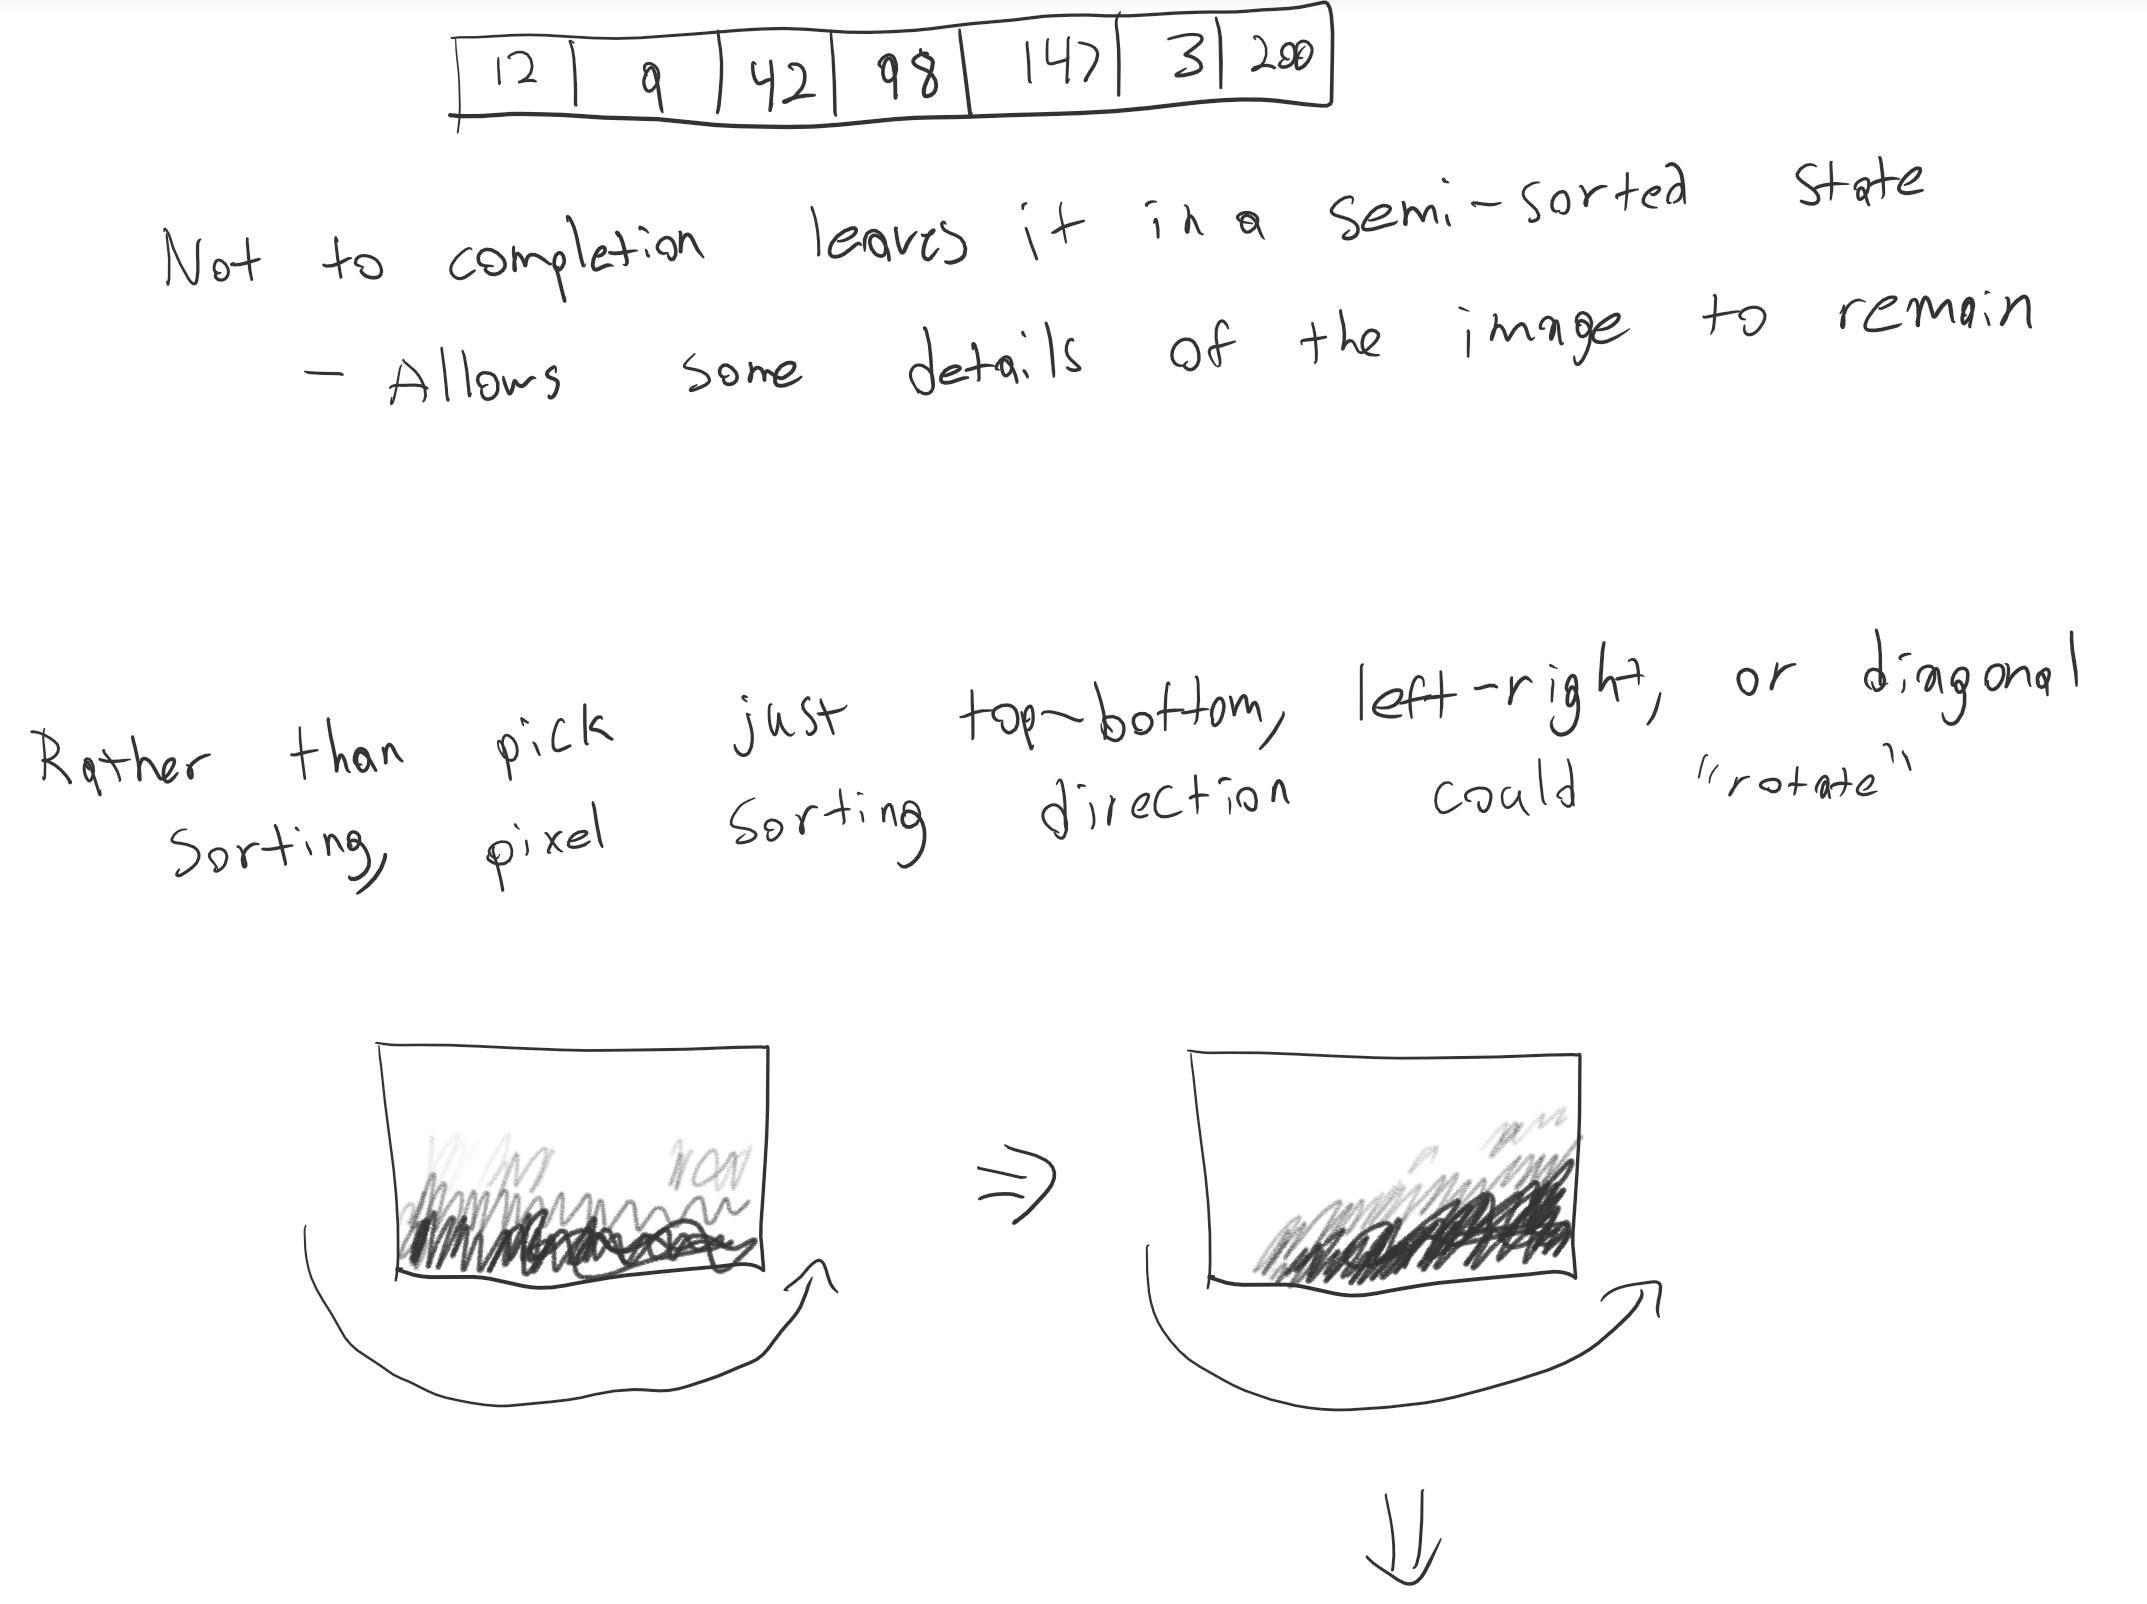 12 9 42 98 147 3 200
Not to completion leaves it in a semi-sorted state
- Allows some details of the image to remain
Rather than pick just top-bottom, left-right, or diagonal
sorting, pixel sorting direction could "rotate"